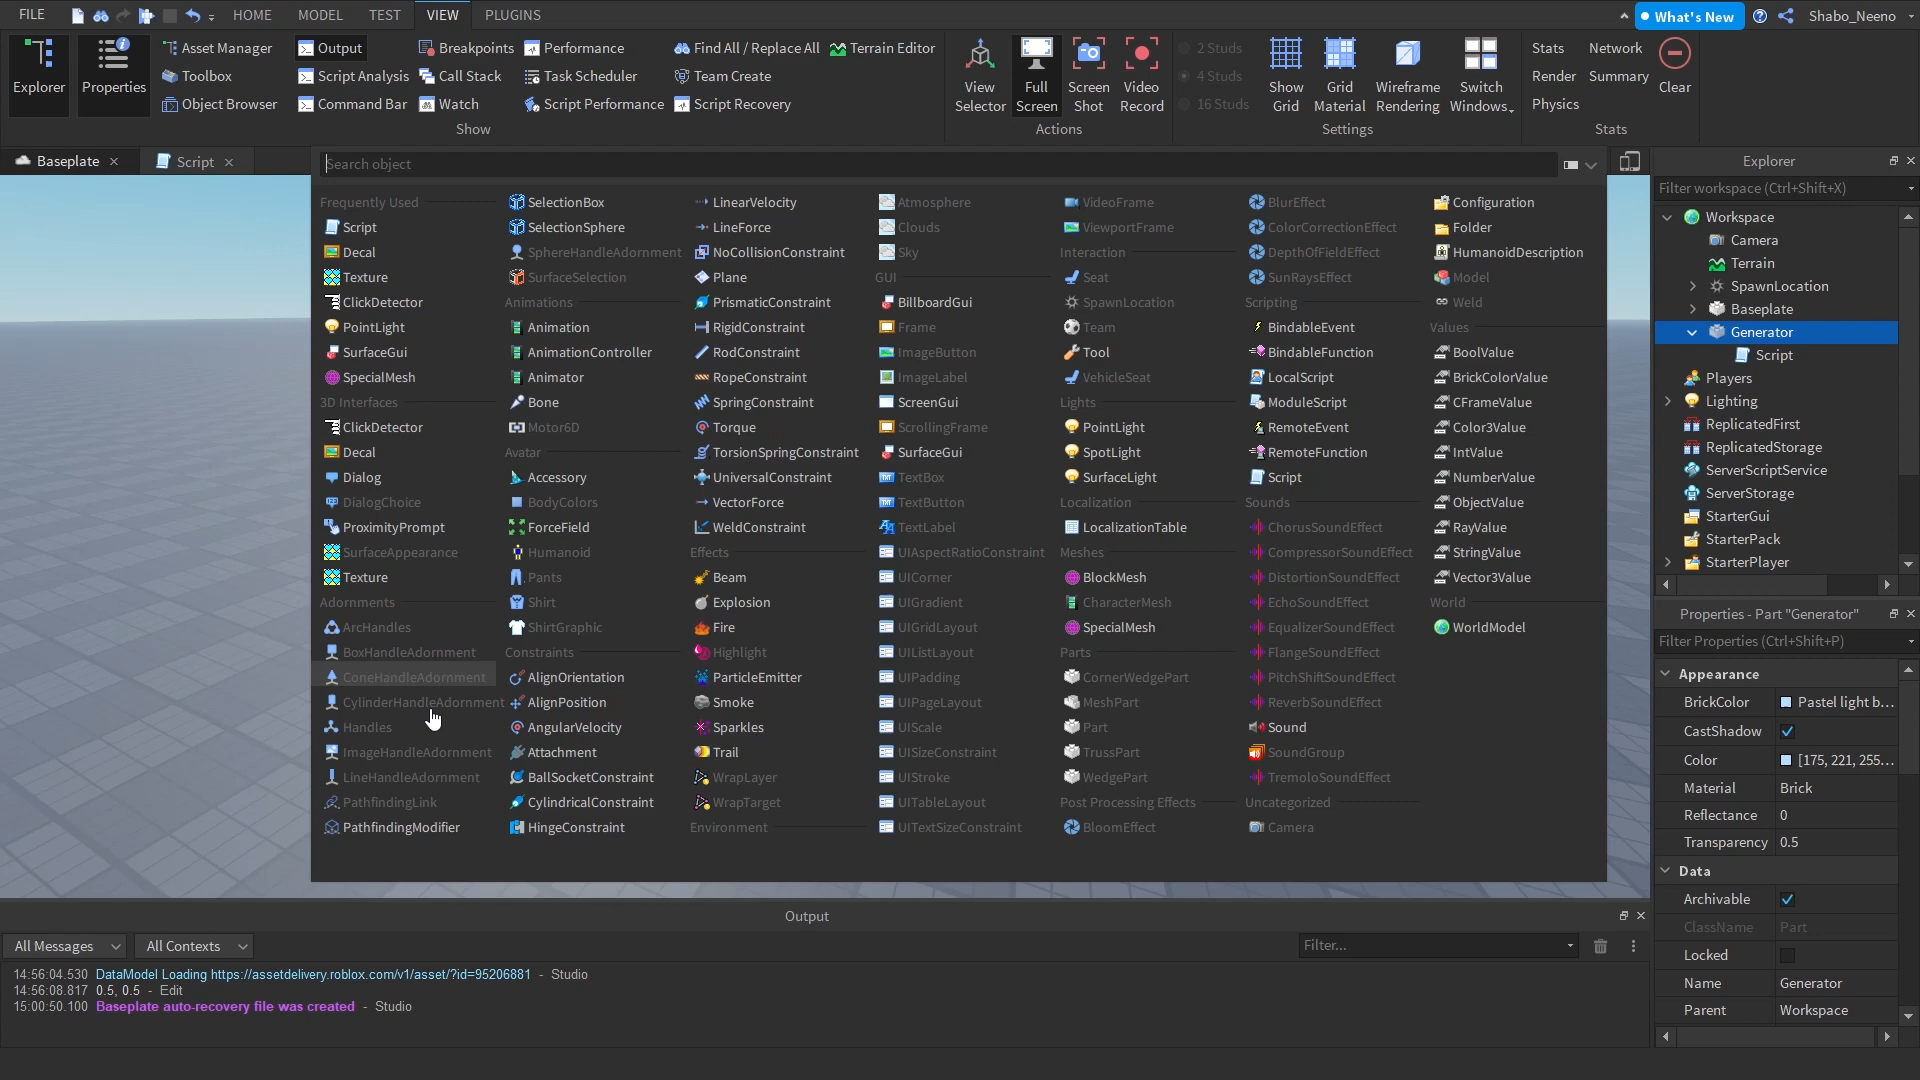 FILE HOME MODEL TEST VIEW PLUGINS What's New Shabo_Neeno
Explorer
Properties
Asset Manager
Toolbox
Object Browser
Output
Script Analysis
Command Bar
Breakpoints
Call Stack
Watch
Performance
Task Scheduler
Script Performance
Find All / Replace All
Team Create
Script Recovery
Terrain Editor
Show
View Selector
Full Screen
Screen Shot
Video Record
Actions
2 Studs
4 Studs
16 Studs
Show Grid
Grid Material
Wireframe Rendering
Switch Windows
Settings
Stats
Render
Physics
Network
Summary
Clear
Stats
Baseplate
Script
Search object
Frequently Used
Script
Decal
Texture
ClickDetector
PointLight
SurfaceGui
SpecialMesh
3D Interfaces
ClickDetector
Decal
Dialog
DialogChoice
ProximityPrompt
SurfaceAppearance
Texture
Adornments
ArcHandles
BoxHandleAdornment
ConeHandleAdornment
CylinderHandleAdornment
Handles
ImageHandleAdornment
LineHandleAdornment
PathfindingLink
PathfindingModifier
SelectionBox
SelectionSphere
SphereHandleAdornment
SurfaceSelection
Animations
Animation
AnimationController
Animator
Bone
Motor6D
Avatar
Accessory
BodyColors
ForceField
Humanoid
Pants
Shirt
ShirtGraphic
Constraints
AlignOrientation
AlignPosition
AngularVelocity
Attachment
BallSocketConstraint
CylindricalConstraint
HingeConstraint
LinearVelocity
LineForce
NoCollisionConstraint
Plane
PrismaticConstraint
RigidConstraint
RodConstraint
RopeConstraint
SpringConstraint
Torque
TorsionSpringConstraint
UniversalConstraint
VectorForce
WeldConstraint
Effects
Beam
Explosion
Fire
Highlight
ParticleEmitter
Smoke
Sparkles
Trail
WrapLayer
WrapTarget
Environment
Atmosphere
Clouds
Sky
GUI
BillboardGui
Frame
ImageButton
ImageLabel
ScreenGui
ScrollingFrame
SurfaceGui
TextBox
TextButton
TextLabel
UIAspectRatioConstraint
UICorner
UIGradient
UIGridLayout
UIListLayout
UIPadding
UIPageLayout
UIScale
UISizeConstraint
UIStroke
UITableLayout
UITextSizeConstraint
VideoFrame
ViewportFrame
Interaction
Seat
SpawnLocation
Team
Tool
VehicleSeat
Lights
PointLight
SpotLight
SurfaceLight
Localization
LocalizationTable
Meshes
BlockMesh
CharacterMesh
SpecialMesh
Parts
CornerWedgePart
MeshPart
Part
TrussPart
WedgePart
Post Processing Effects
BloomEffect
BlurEffect
ColorCorrectionEffect
DepthOfFieldEffect
SunRaysEffect
Scripting
BindableEvent
BindableFunction
LocalScript
ModuleScript
RemoteEvent
RemoteFunction
Script
Sounds
ChorusSoundEffect
CompressorSoundEffect
DistortionSoundEffect
EchoSoundEffect
EqualizerSoundEffect
FlangeSoundEffect
PitchShiftSoundEffect
ReverbSoundEffect
Sound
SoundGroup
TremoloSoundEffect
Uncategorized
Camera
Configuration
Folder
HumanoidDescription
Model
Weld
Values
BoolValue
BrickColorValue
CFrameValue
Color3Value
IntValue
NumberValue
ObjectValue
RayValue
StringValue
Vector3Value
World
WorldModel
Explorer
Filter workspace (Ctrl+Shift+X)
Workspace
Camera
Terrain
SpawnLocation
Baseplate
Generator
Script
Players
Lighting
ReplicatedFirst
ReplicatedStorage
ServerScriptService
ServerStorage
StarterGui
StarterPack
StarterPlayer
Properties - Part "Generator"
Filter Properties (Ctrl+Shift+P)
Appearance
BrickColor Pastel light b...
CastShadow
Color [175, 221, 255...
Material Brick
Reflectance 0
Transparency 0.5
Data
Archivable
ClassName Part
Locked
Name Generator
Parent Workspace
Output
All Messages All Contexts Filter...
14:56:04.530 DataModel Loading https://assetdelivery.roblox.com/v1/asset/?id=95206881 - Studio
14:56:08.817 0.5, 0.5 - Edit
15:00:50.100 Baseplate auto-recovery file was created - Studio